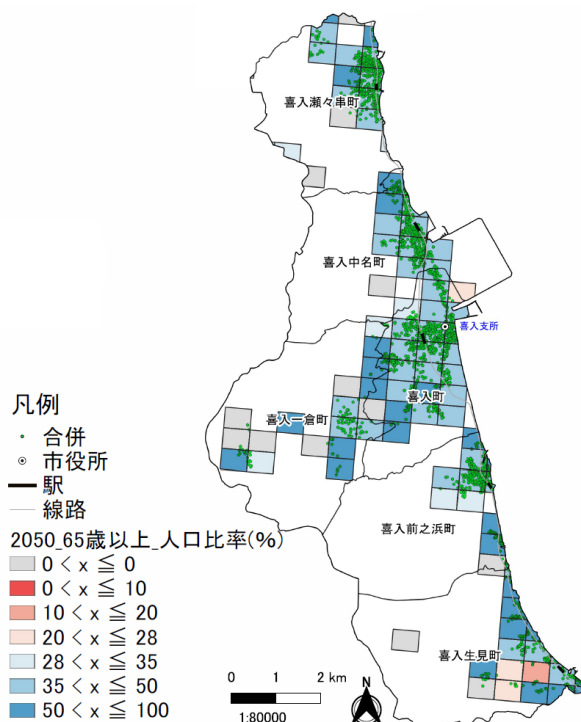 喜入瀬々串町
喜入中名町
喜入支所
喜入町
喜入一倉町
喜入前之浜町
喜入生見町
凡例
合併
市役所
駅
線路
2050_65歳以上_人口比率(%)
0 < x ≦ 0
0 < x ≦ 10
10 < x ≦ 20
20 < x ≦ 28
28 < x ≦ 35
35 < x ≦ 50
50 < x ≦ 100
0 1 2 km
1:80000
N